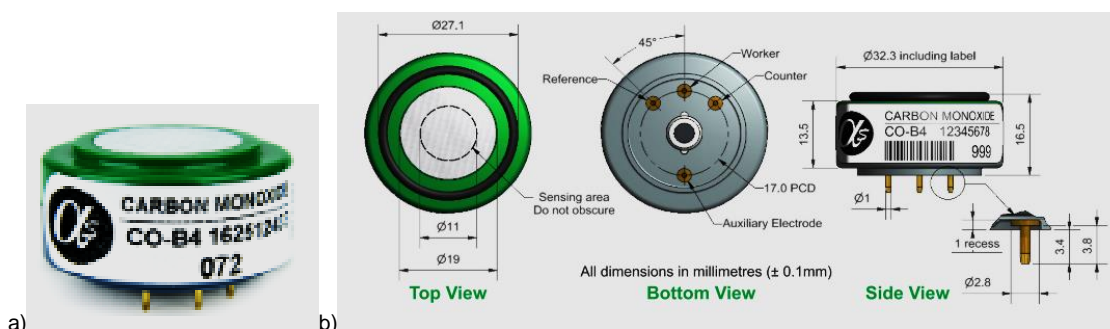 CARBON MONOXIDE
CO-B4
072
a)
b)
Ø27.1
Sensing area
Do not obscure
Ø11
Ø19
Top View
45°
Worker
Reference
Counter
17.0 PCD
Auxiliary Electrode
All dimensions in millimetres (± 0.1mm)
Bottom View
Ø32.3 including label
CARBON MONOXIDE
CO-B4 12345678
999
13.5
16.5
Ø1
1 recess
3.4
3.8
Ø2.8
Side View